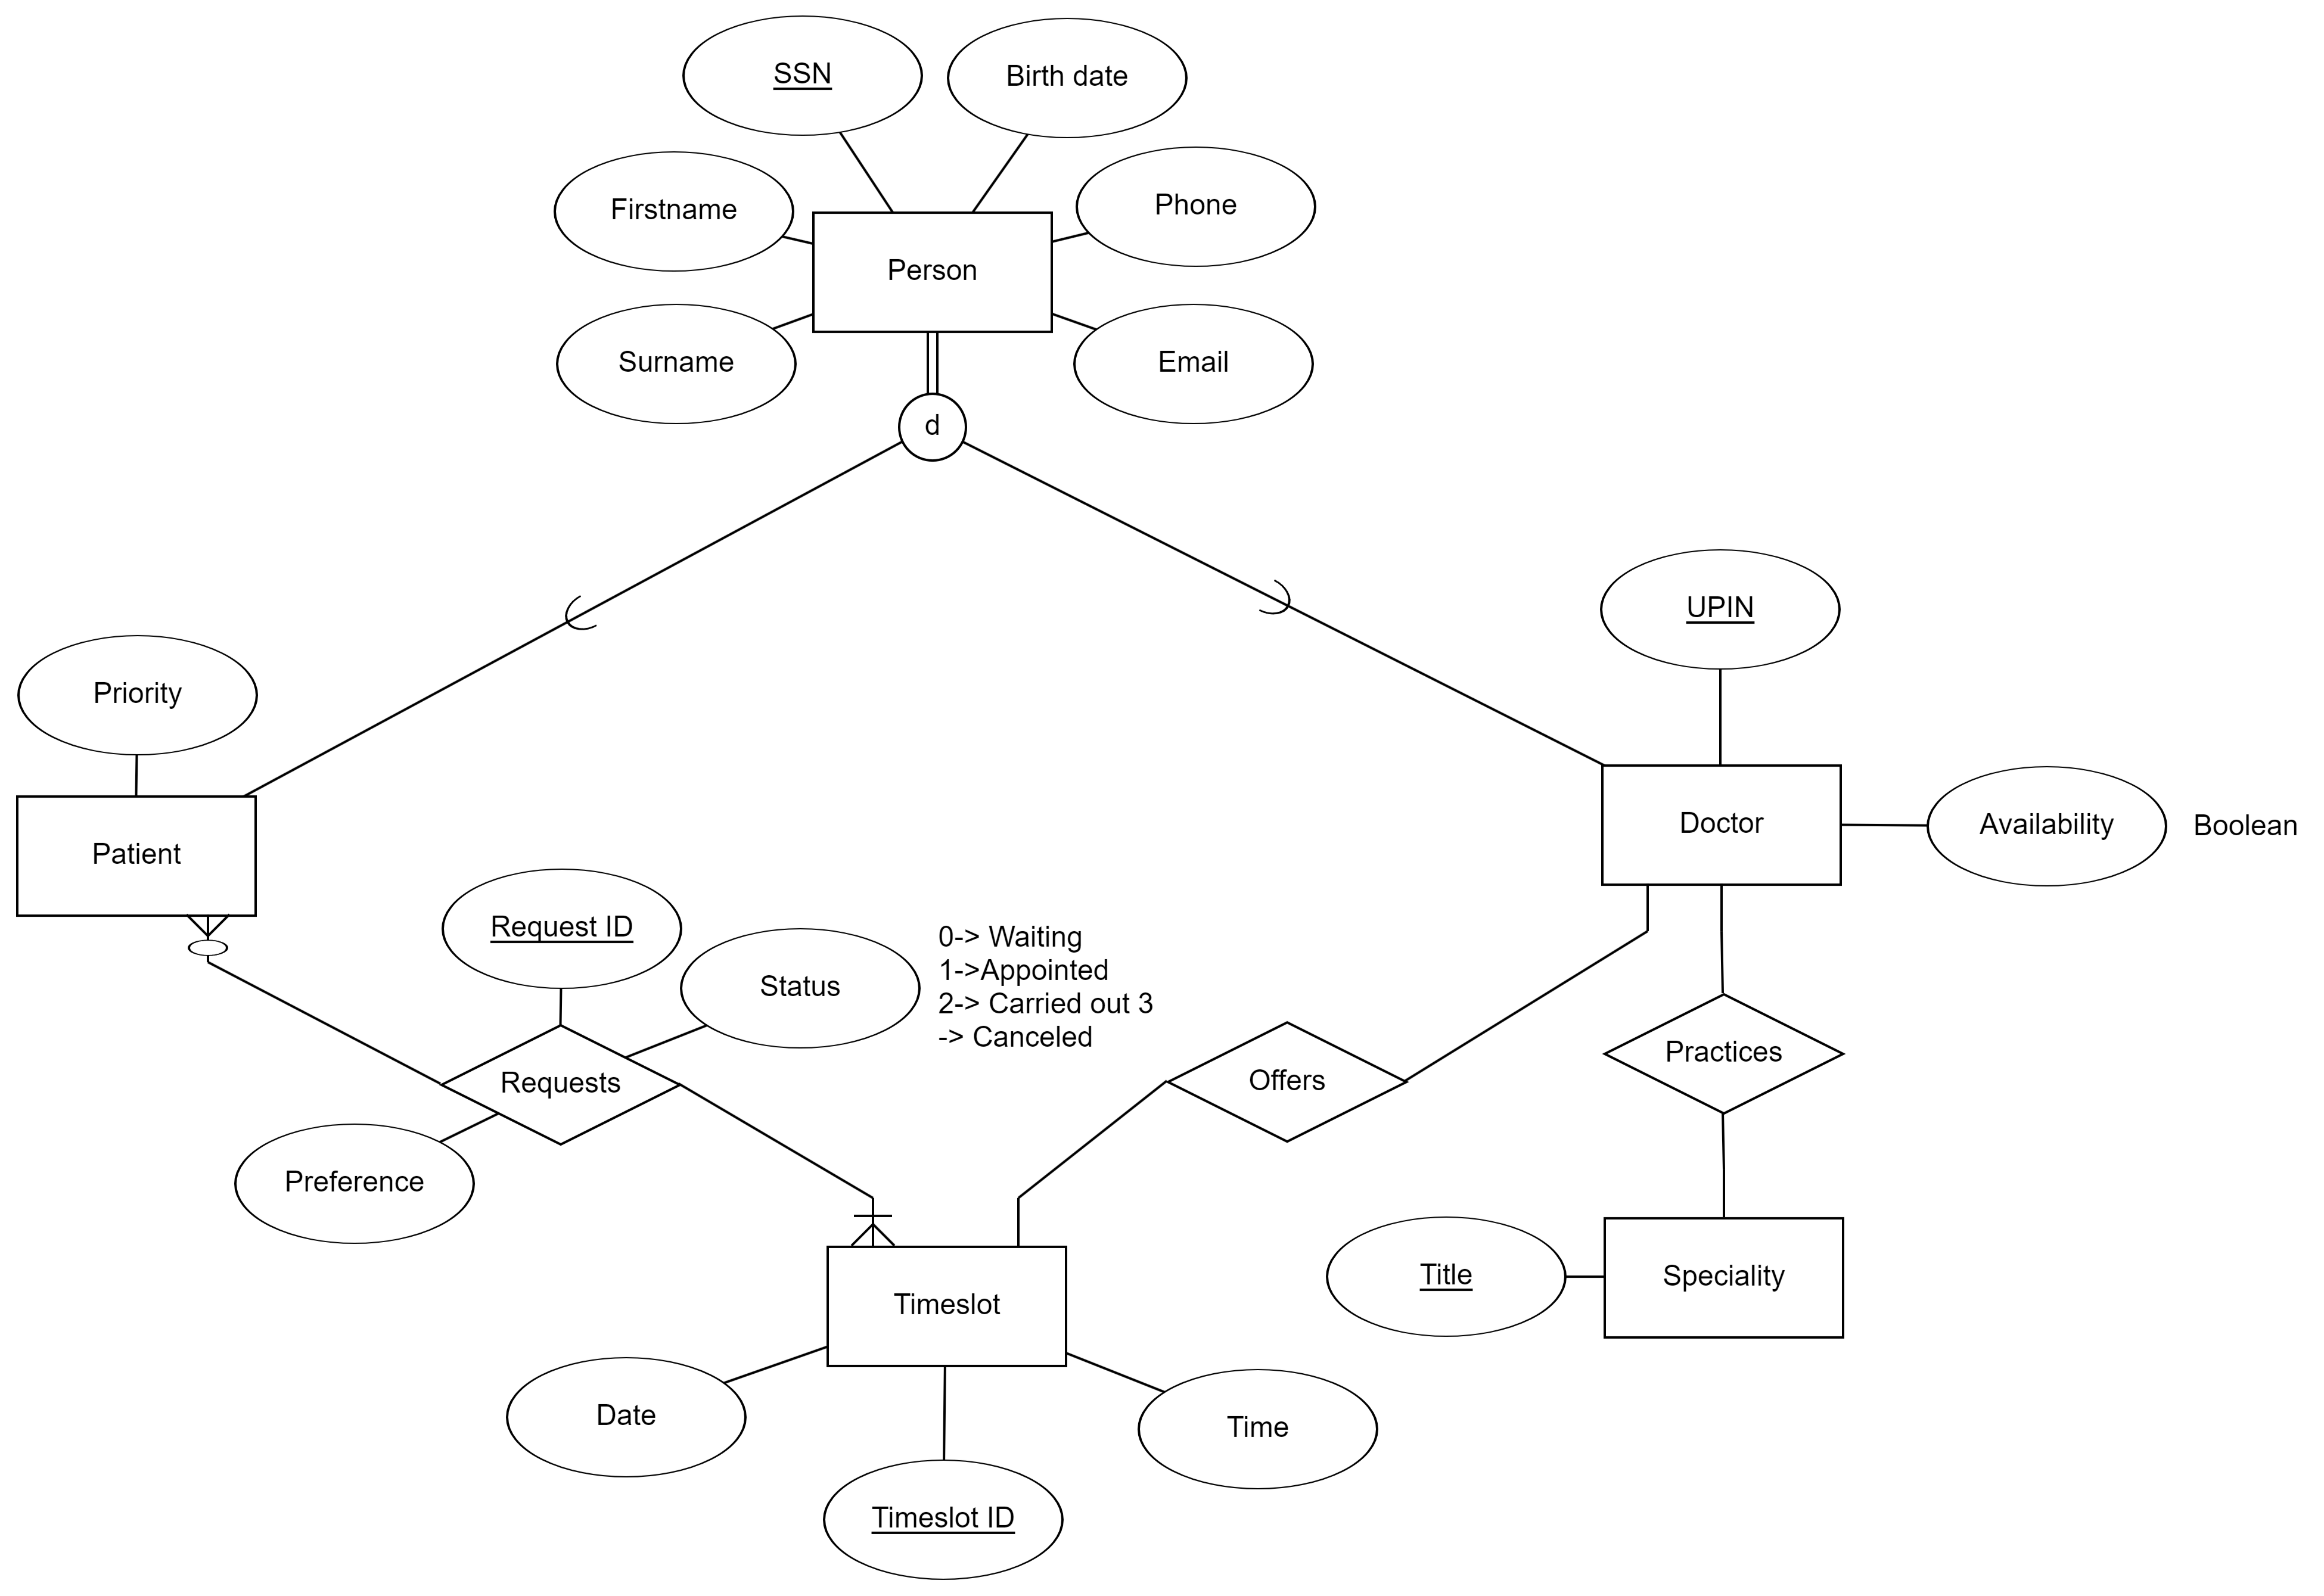 SSN
Birth date
Firstname
Phone
Person
Surname
Email
d
UPIN
Priority
Doctor
Availability
Boolean
Patient
Request ID
Status
0-> Waiting
1->Appointed
2-> Carried out 3
-> Canceled
Requests
Offers
Practices
Preference
Timeslot
Title
Speciality
Date
Time
Timeslot ID